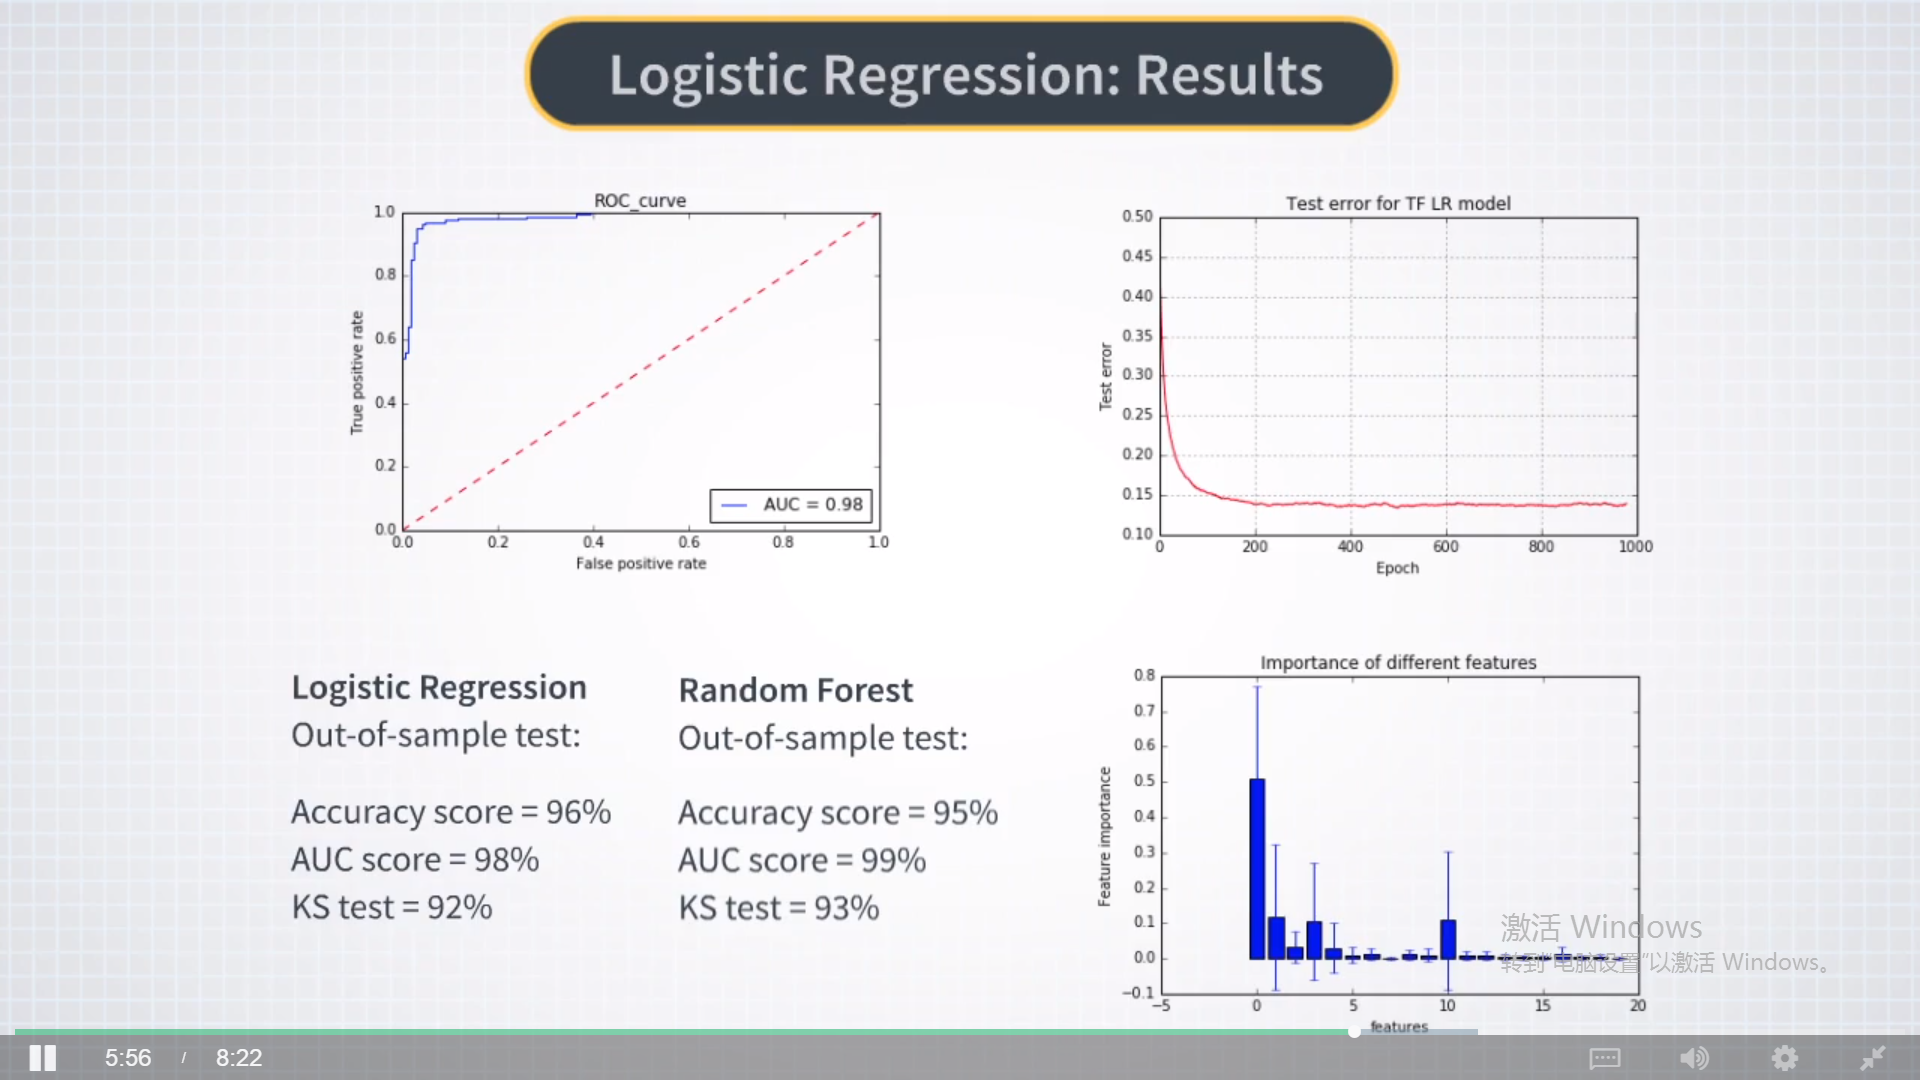 Logistic Regression: Results
ROC_curve
1.0
0.8
0.6
0.4
0.2
0.0
True positive rate
AUC = 0.98
0.0 0.2 0.4 0.6 0.8 1.0
False positive rate
Test error for TF LR model
0.50
0.45
0.40
0.35
0.30
0.25
0.20
0.15
0.10
Test error
0 200 400 600 800 1000
Epoch
Logistic Regression
Out-of-sample test:
Accuracy score = 96%
AUC score = 98%
KS test = 92%
Random Forest
Out-of-sample test:
Accuracy score = 95%
AUC score = 99%
KS test = 93%
Importance of different features
0.8
0.7
0.6
0.5
0.4
0.3
0.2
0.1
0.0
−0.1
Feature importance
−5 0 5 10 15 20
features
激活 Windows
转到"电脑设置"以激活 Windows。
5:56 / 8:22